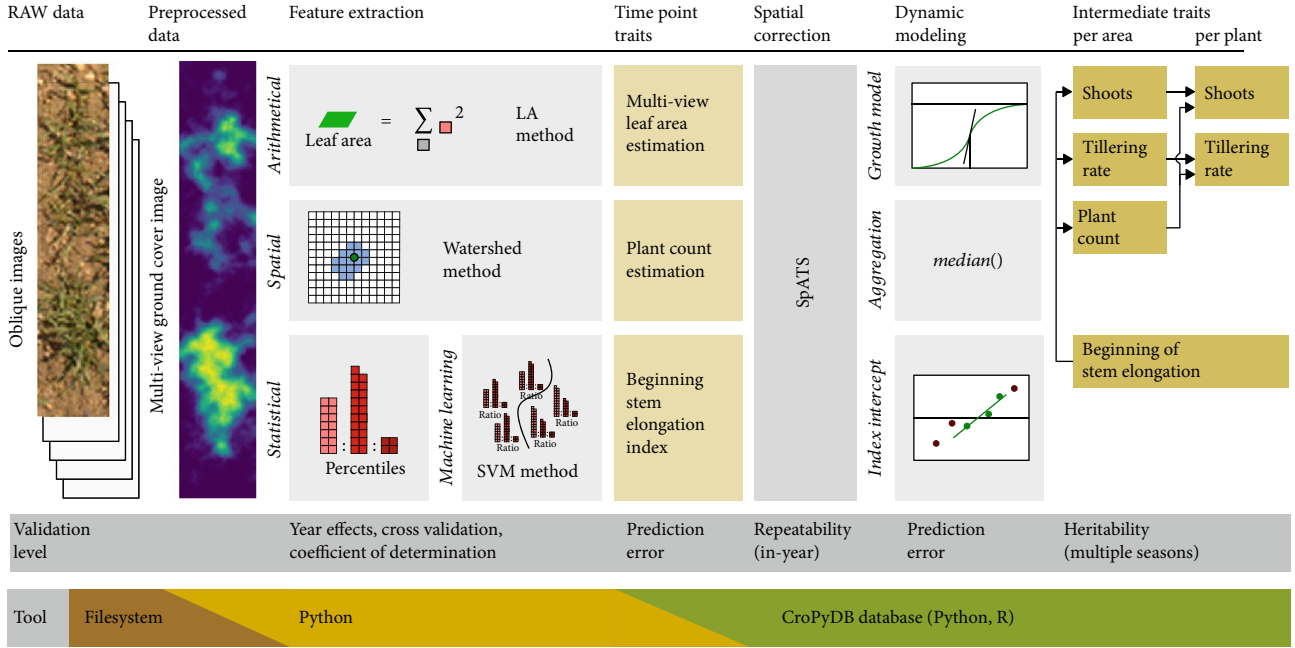 RAW data
Preprocessed
data
Feature extraction
Time point
traits
Spatial
correction
Dynamic
modeling
Intermediate traits
per area
per plant
Oblique images
Multi-view ground cover image
Arithmetical
Leaf area
=
∑
2
LA
method
Multi-view
leaf area
estimation
Spatial
Watershed
method
Plant count
estimation
Statistical
: :
Percentiles
Machine learning
Ratio
Ratio
Ratio
Ratio
Ratio
SVM method
Beginning
stem
elongation
index
SpATS
Growth model
Aggregation
median()
Index intercept
Shoots
Shoots
Tillering
rate
Tillering
rate
Plant
count
Beginning of
stem elongation
Validation
level
Year effects, cross validation,
coefficient of determination
Prediction
error
Repeatability
(in-year)
Prediction
error
Heritability
(multiple seasons)
Tool
Filesystem
Python
CroPyDB database (Python, R)